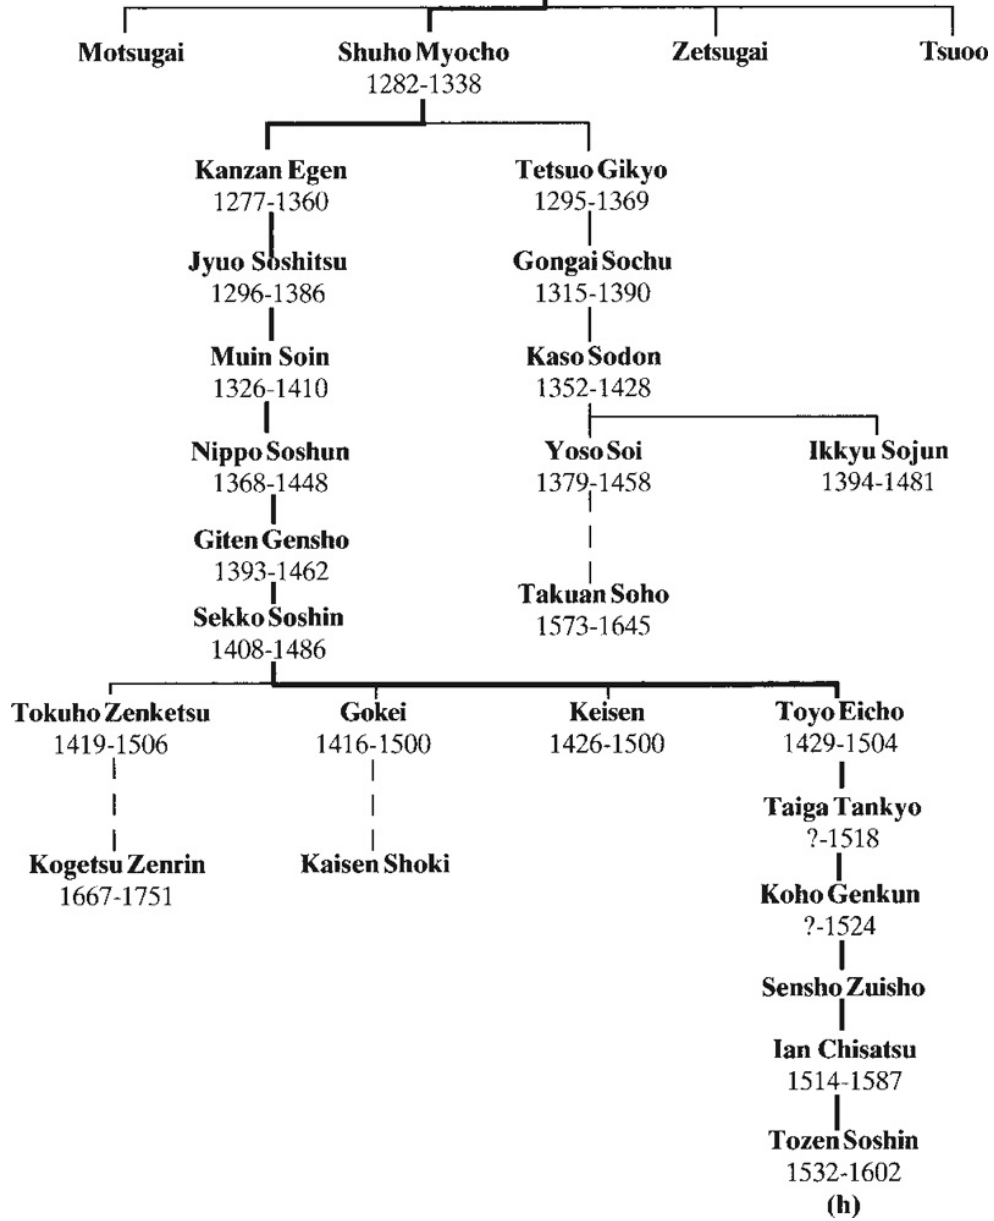 Motsugai Shuho Myocho Zetsugai Tsuoo
1282-1338
Kanzan Egen Tetsuo Gikyo
1277-1360 1295-1369
Jyuo Soshitsu Gongai Sochu
1296-1386 1315-1390
Muin Soin Kaso Sodon
1326-1410 1352-1428
Nippo Soshun Yoso Soi Ikkyu Sojun
1368-1448 1379-1458 1394-1481
Giten Gensho
1393-1462
Takuan Soho
Sekko Soshin
1573-1645
1408-1486
Tokuho Zenketsu Gokei Keisen Toyo Eicho
1419-1506 1416-1500 1426-1500 1429-1504
Taiga Tankyo
?-1518
Kogetsu Zenrin Kaisen Shoki
1667-1751
Koho Genkun
?-1524
Sensho Zuisho
Ian Chisatsu
1514-1587
Tozen Soshin
1532-1602
(h)